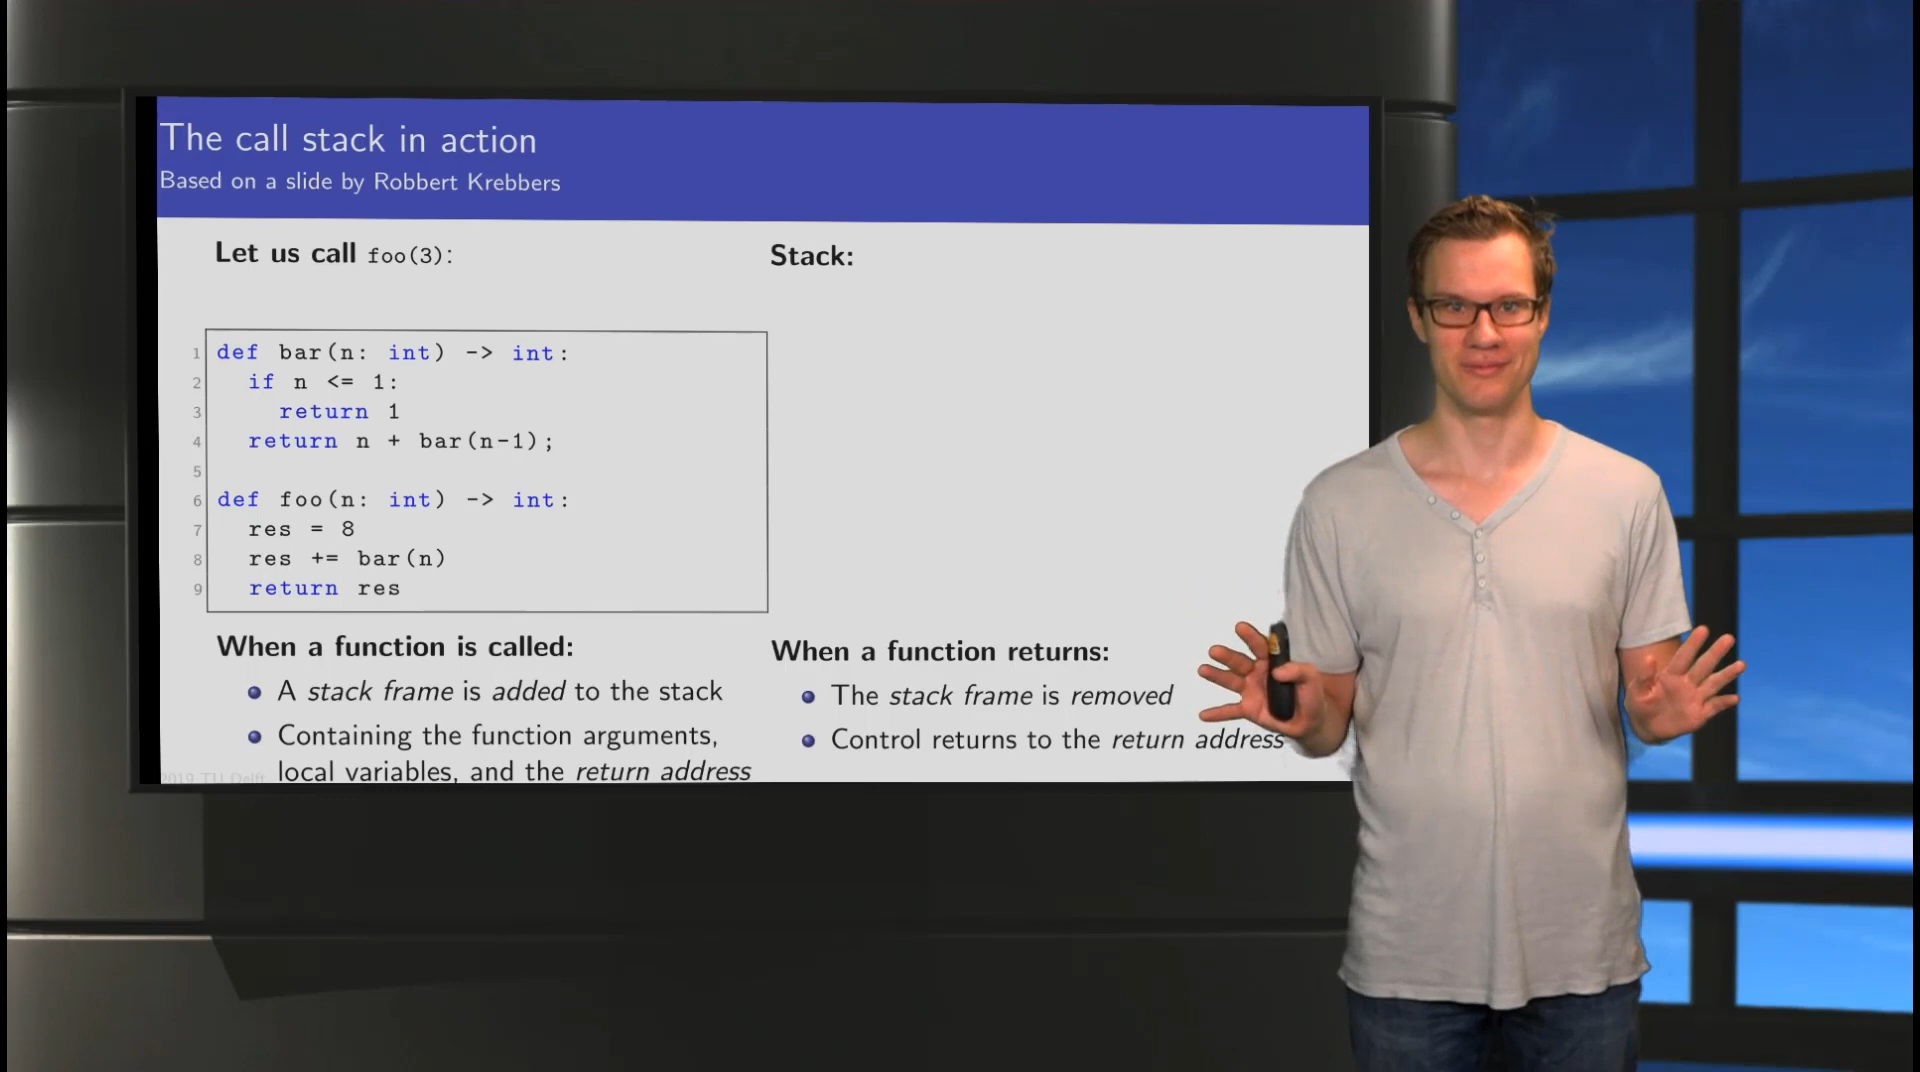 The call stack in action
Based on a slide by Robbert Krebbers
Let us call foo(3):
1 def bar(n: int) -> int:
2 if n <= 1:
3 return 1
4 return n + bar(n-1);
5
6 def foo(n: int) -> int:
7 res = 8
8 res += bar(n)
9 return res
When a function is called:
A stack frame is added to the stack
Containing the function arguments,
local variables, and the return address
Stack:
When a function returns:
The stack frame is removed
Control returns to the return address
2019 TU Delft